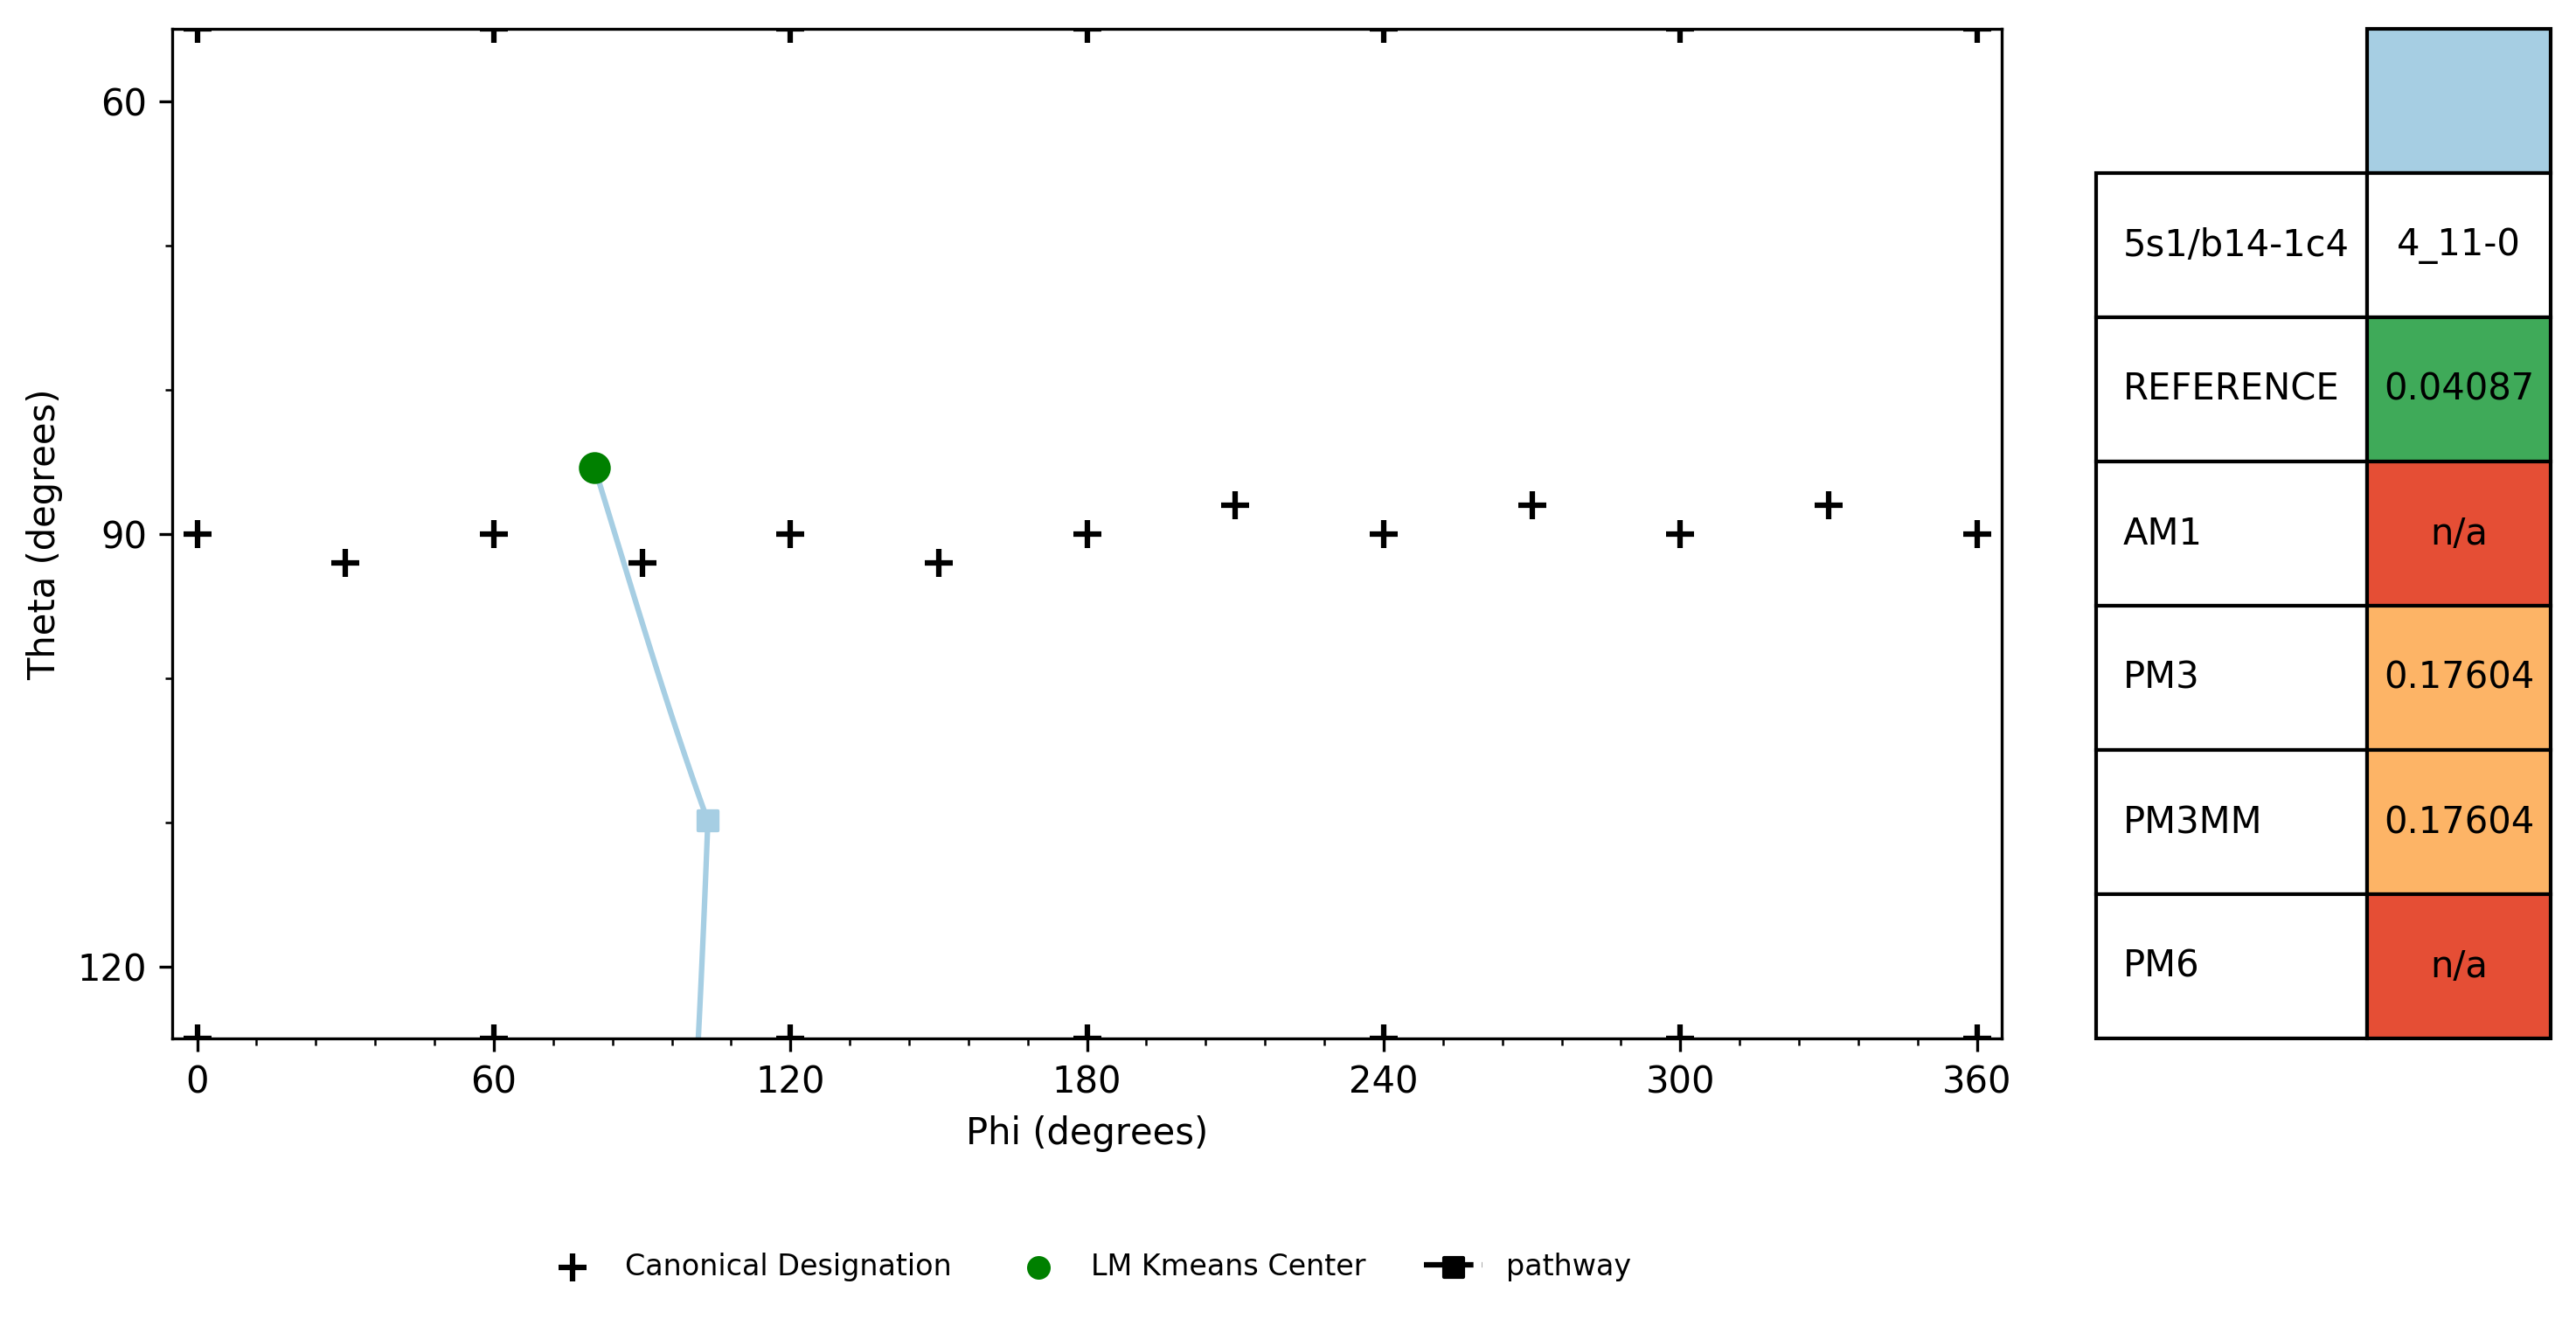 60
90
120
Theta (degrees)
0 60 120 180 240 300 360
Phi (degrees)
Canonical Designation LM Kmeans Center pathway
5s1/b14-1c4 4_11-0
REFERENCE 0.04087
AM1 n/a
PM3 0.17604
PM3MM 0.17604
PM6 n/a